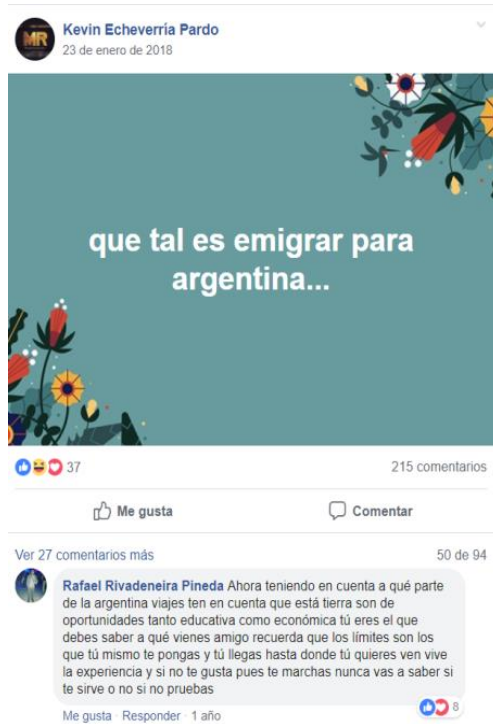 MR
Kevin Echeverría Pardo
23 de enero de 2018
que tal es emigrar para
argentina...
37
215 comentarios
Me gusta
Comentar
Ver 27 comentarios más
50 de 94
Rafael Rivadeneira Pineda Ahora teniendo en cuenta a qué parte
de la argentina viajes ten en cuenta que está tierra son de
oportunidades tanto educativa como económica tú eres el que
debes saber a qué vienes amigo recuerda que los límites son los
que tú mismo te pongas y tú llegas hasta donde tú quieres ven vive
la experiencia y si no te gusta pues te marchas nunca vas a saber si
te sirve o no si no pruebas
8
Me gusta · Responder · 1 año